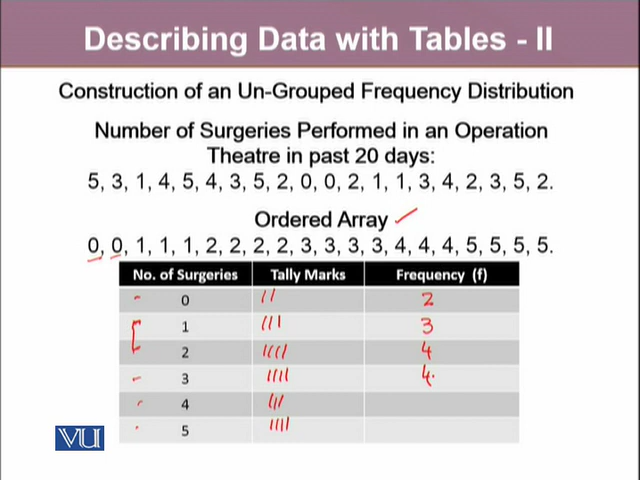 Describing Data with Tables - II
Construction of an Un-Grouped Frequency Distribution
Number of Surgeries Performed in an Operation
Theatre in past 20 days:
5, 3, 1, 4, 5, 4, 3, 5, 2, 0, 0, 2, 1, 1, 3, 4, 2, 3, 5, 2.
Ordered Array
0, 0, 1, 1, 1, 2, 2, 2, 2, 3, 3, 3, 3, 4, 4, 4, 5, 5, 5, 5.
No. of Surgeries Tally Marks Frequency (f)
0 // 2
1 /// 3
2 //// 4
3 //// 4
4 ///
5 ////
VU